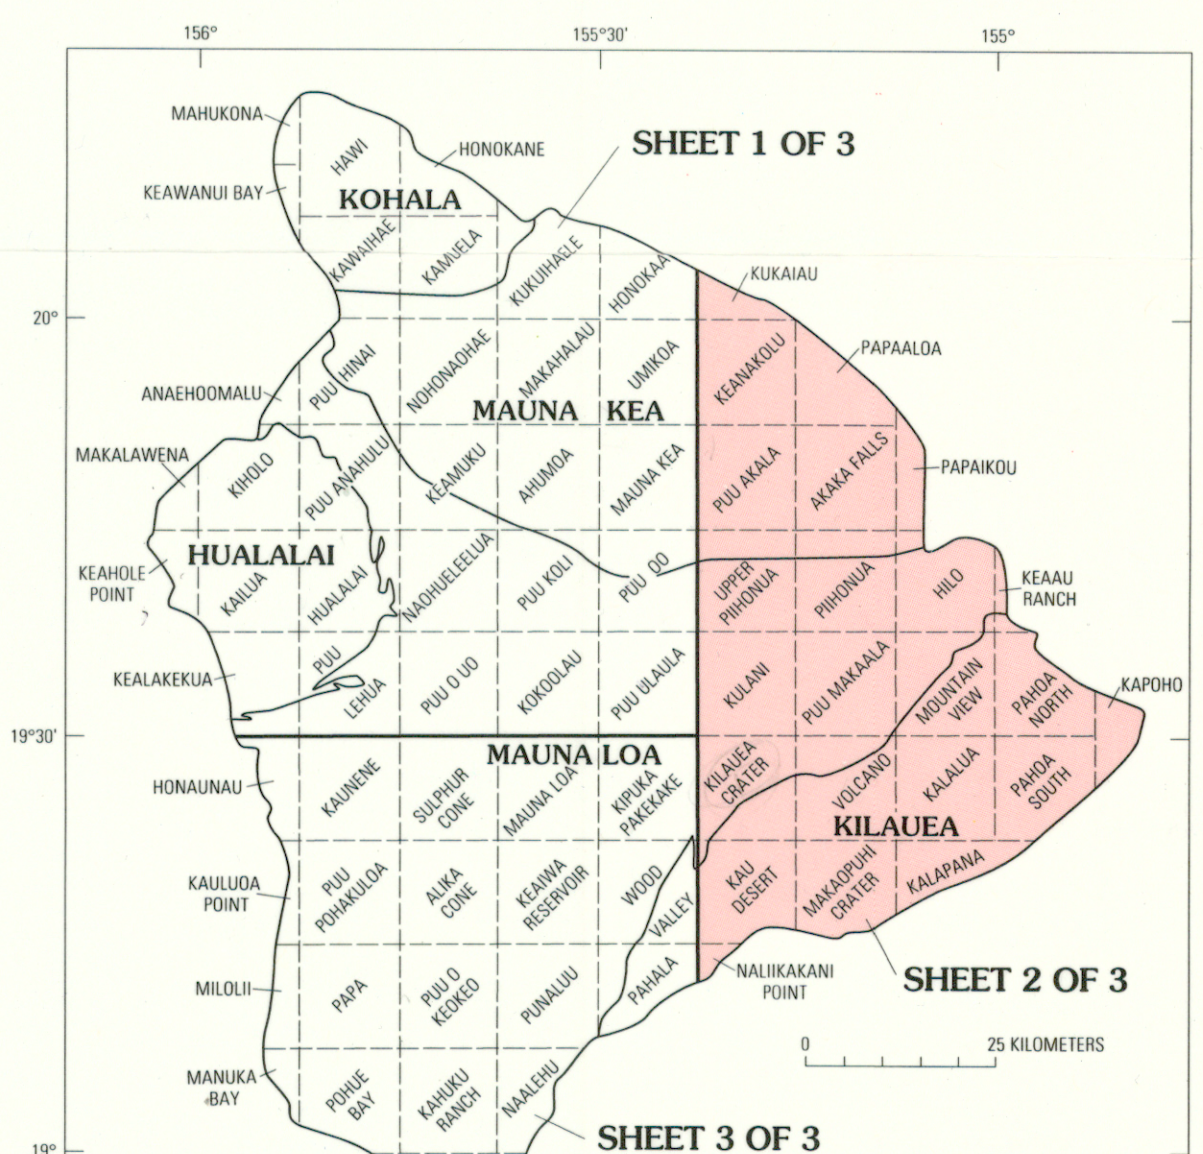 156°
155°30'
155°
MAHUKONA
HAWI
HONOKANE
SHEET 1 OF 3
KEAWANUI BAY
KOHALA
KAWAIHAE
KAMUELA
KUKUIHAELE
HONOKAA
KUKAIAU
20°
PUU HINAI
NOHONAOHAE
MAKAHALAU
UMIKOA
KEANAKOLU
PAPAALOA
ANAEHOOMALU
MAUNA KEA
MAKALAWENA
KIHOLO
PUU ANAHULU
KEAMUKU
AHUMOA
MAUNA KEA
PUU AKALA
AKAKA FALLS
PAPAIKOU
HUALALAI
KEAHOLE
POINT
KAILUA
HUALALAI
NAOHUELEELUA
PUU KOLI
PUU OO
UPPER
PIIHONUA
PIIHONUA
HILO
KEAAU
RANCH
KEALAKEKUA
PUU
LEHUA
PUU O UO
KOKOOLAU
PUU ULAULA
KULANI
PUU MAKAALA
MOUNTAIN
VIEW
PAHOA
NORTH
KAPOHO
19°30'
MAUNA LOA
HONAUNAU
KAUNENE
SULPHUR
CONE
MAUNA LOA
KIPUKA
PAKEKAKE
KILAUEA
CRATER
VOLCANO
KALALUA
PAHOA
SOUTH
KILAUEA
KAULUOA
POINT
PUU
POHAKULOA
ALIKA
CONE
KEAIWA
RESERVOIR
WOOD
VALLEY
KAU
DESERT
MAKAOPUHI
CRATER
KALAPANA
MILOLII
PAPA
PUU O
KEOKEO
PUNALUU
PAHALA
NALIIKAKANI
POINT
SHEET 2 OF 3
0 25 KILOMETERS
MANUKA
BAY
POHUE
BAY
KAHUKU
RANCH
NAALEHU
SHEET 3 OF 3
19°